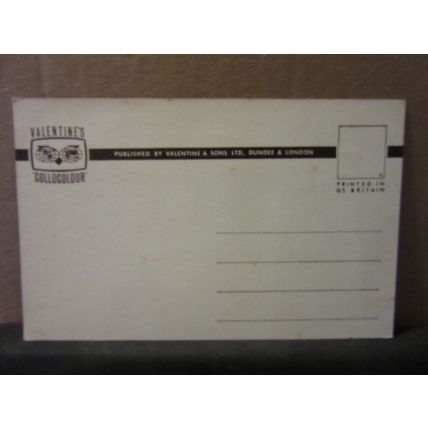 VALENTINE'S
"COLLOCOLOUR"
PUBLISHED BY VALENTINE & SONS LTD., DUNDEE & LONDON
PRINTED IN
GT. BRITAIN